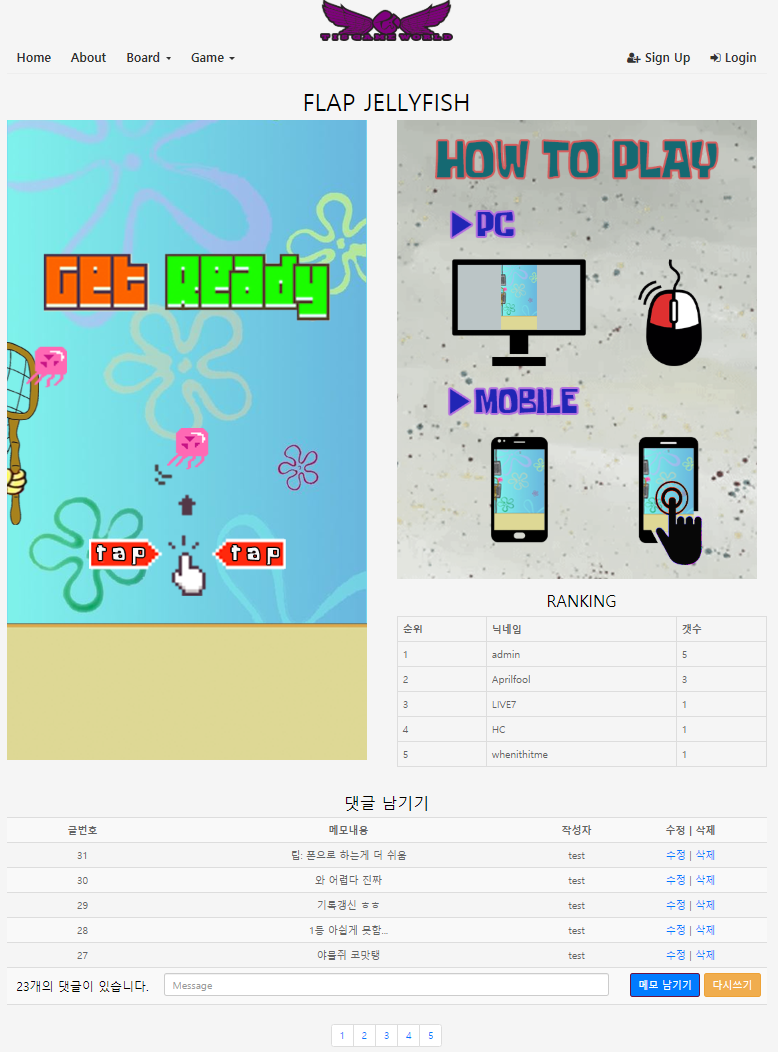 TIS GAME WORLD
Home About Board Game Sign Up Login
FLAP JELLYFISH
Get Ready
tap tap
HOW TO PLAY
PC
MOBILE
RANKING
순위 닉네임 갯수
1 admin 5
2 Aprilfool 3
3 LIVE7 1
4 HC 1
5 whenithitme 1
댓글 남기기
글번호 메모내용 작성자 수정 | 삭제
31 팁: 폰으로 하는게 더 쉬움 test 수정 | 삭제
30 와 어렵다 진짜 test 수정 | 삭제
29 기록갱신 ㅎㅎ test 수정 | 삭제
28 1등 아쉽게 못함... test 수정 | 삭제
27 야물쥐 코맛탱 test 수정 | 삭제
23개의 댓글이 있습니다. Message 메모 남기기 다시쓰기
1 2 3 4 5